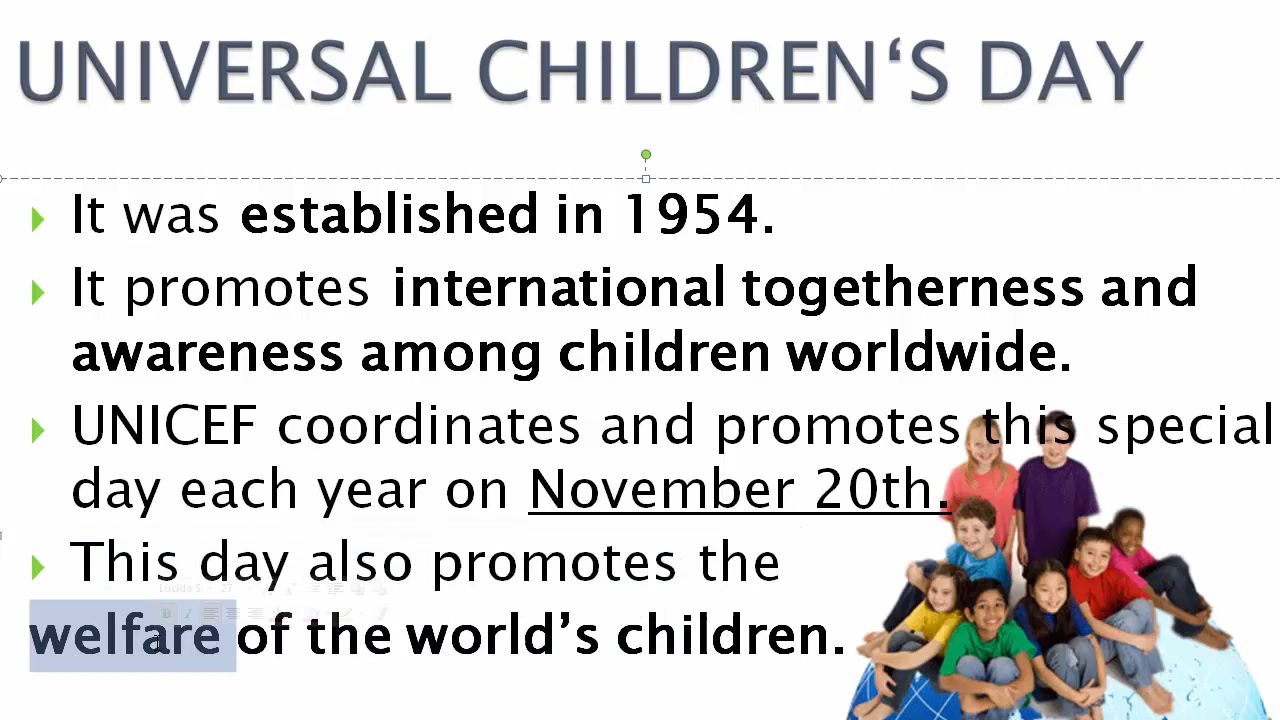 UNIVERSAL CHILDREN‘S DAY
It was established in 1954.
It promotes international togetherness and
awareness among children worldwide.
UNICEF coordinates and promotes this special
day each year on November 20th.
This day also promotes the
welfare of the world’s children.